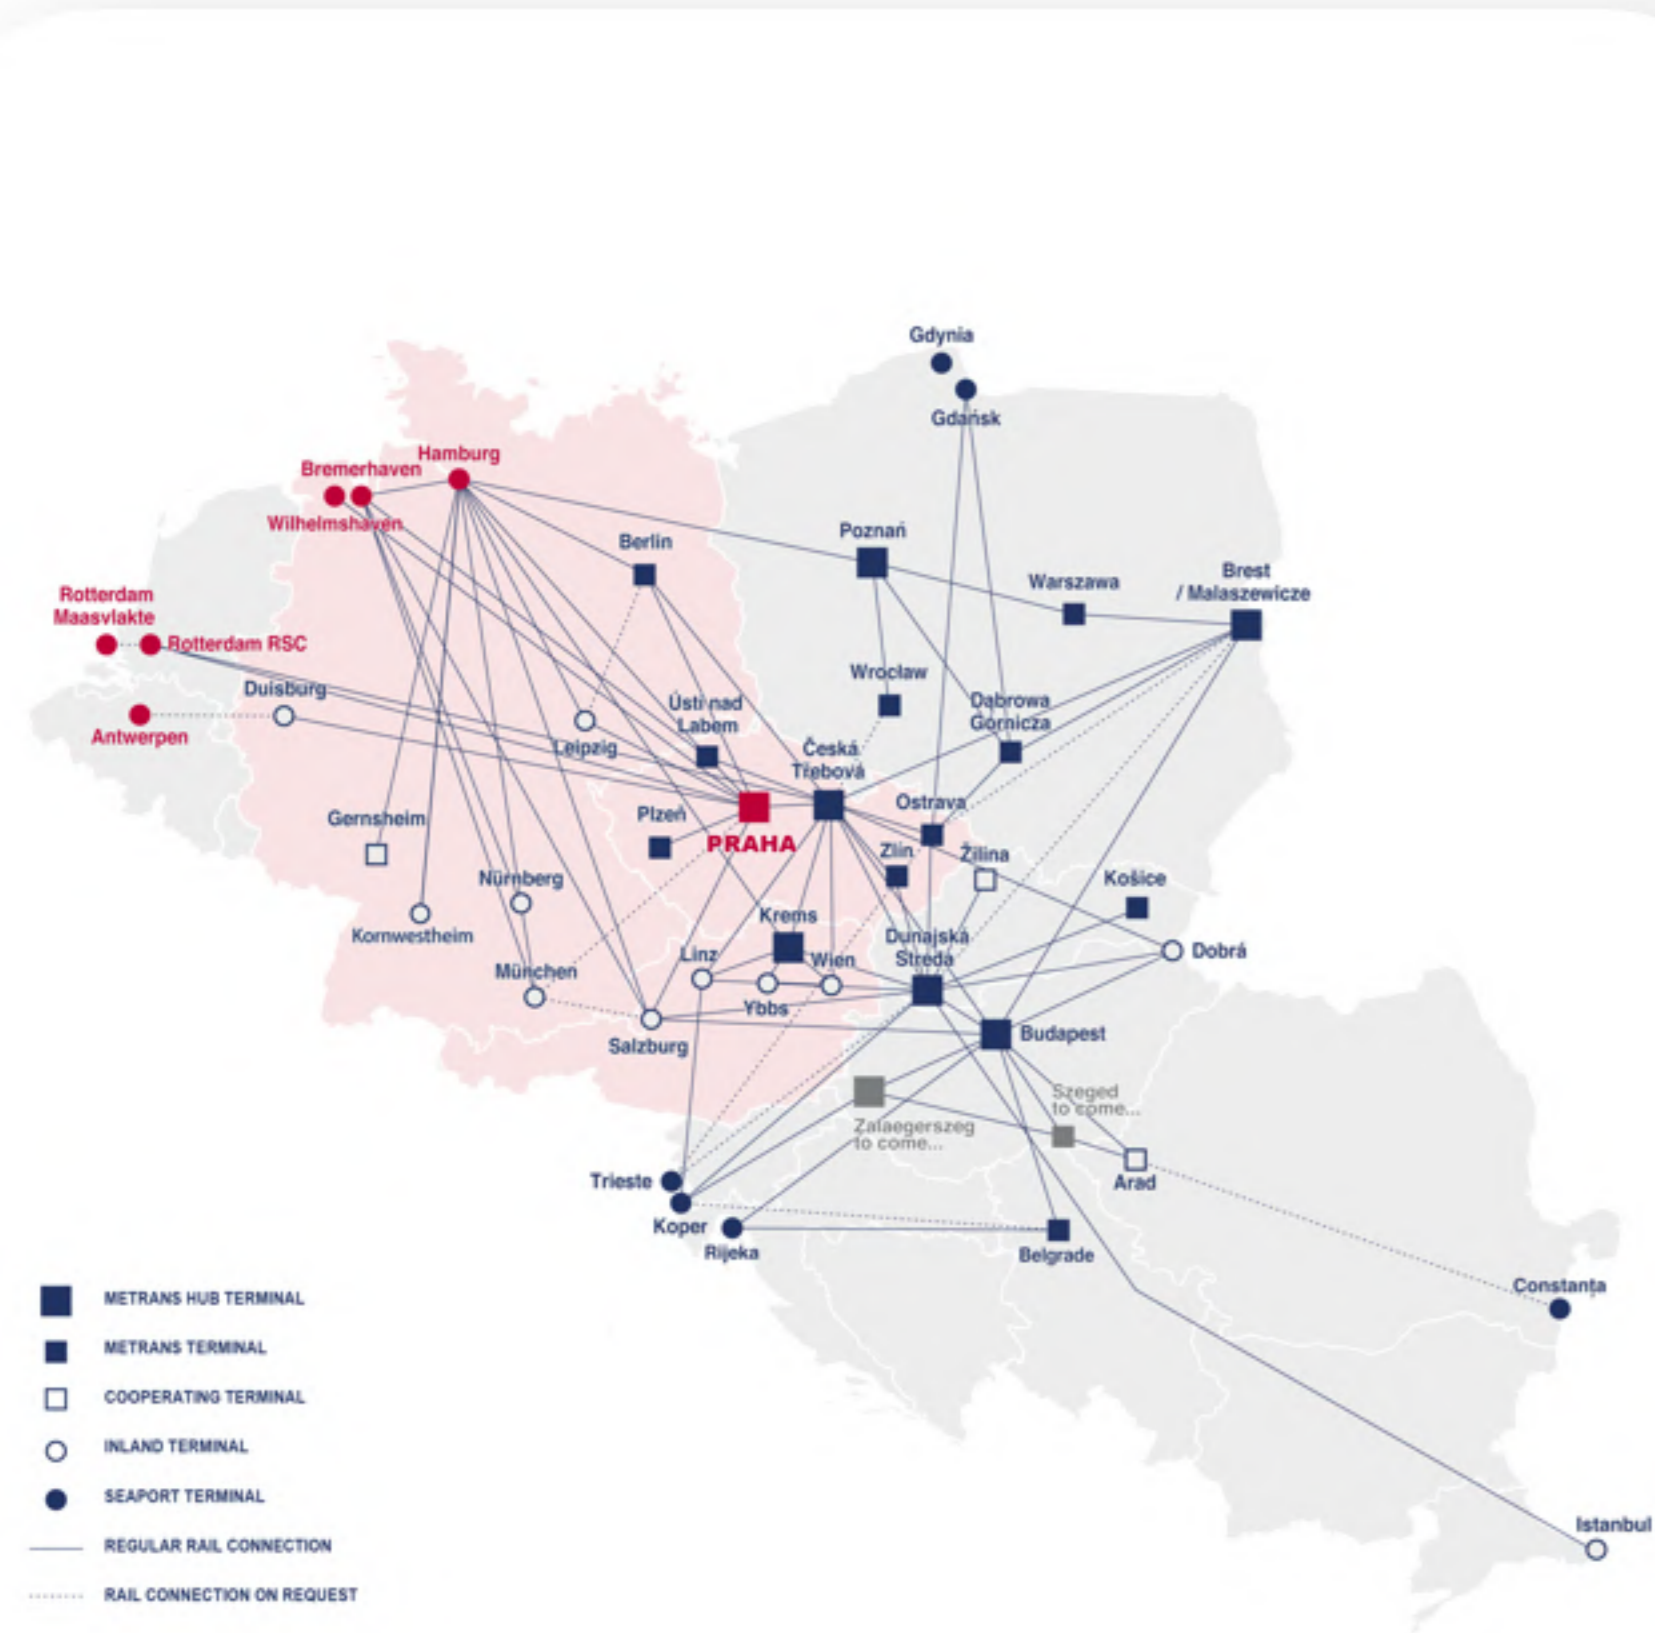 Gdynia
Gdańsk
Hamburg
Bremerhaven
Wilhelmshaven
Poznań
Berlin
Warszawa
Brest
/ Malaszewicze
Rotterdam
Maasvlakte
Rotterdam RSC
Duisburg
Antwerpen
Wrocław
Ústí nad
Labem
Dąbrowa
Górnicza
Leipzig
Česká
Třebová
Ostrava
Plzeň
Gernsheim
PRAHA
Zlín
Žilina
Košice
Nürnberg
Krems
Kornwestheim
Dunajská
Streda
Linz
Wien
Dobrá
München
Ybbs
Salzburg
Budapest
Szeged
to come...
Zalaegerszeg
to come...
Trieste
Arad
Koper
Rijeka
Belgrade
Constanța
METRANS HUB TERMINAL
METRANS TERMINAL
COOPERATING TERMINAL
INLAND TERMINAL
SEAPORT TERMINAL
Istanbul
REGULAR RAIL CONNECTION
RAIL CONNECTION ON REQUEST